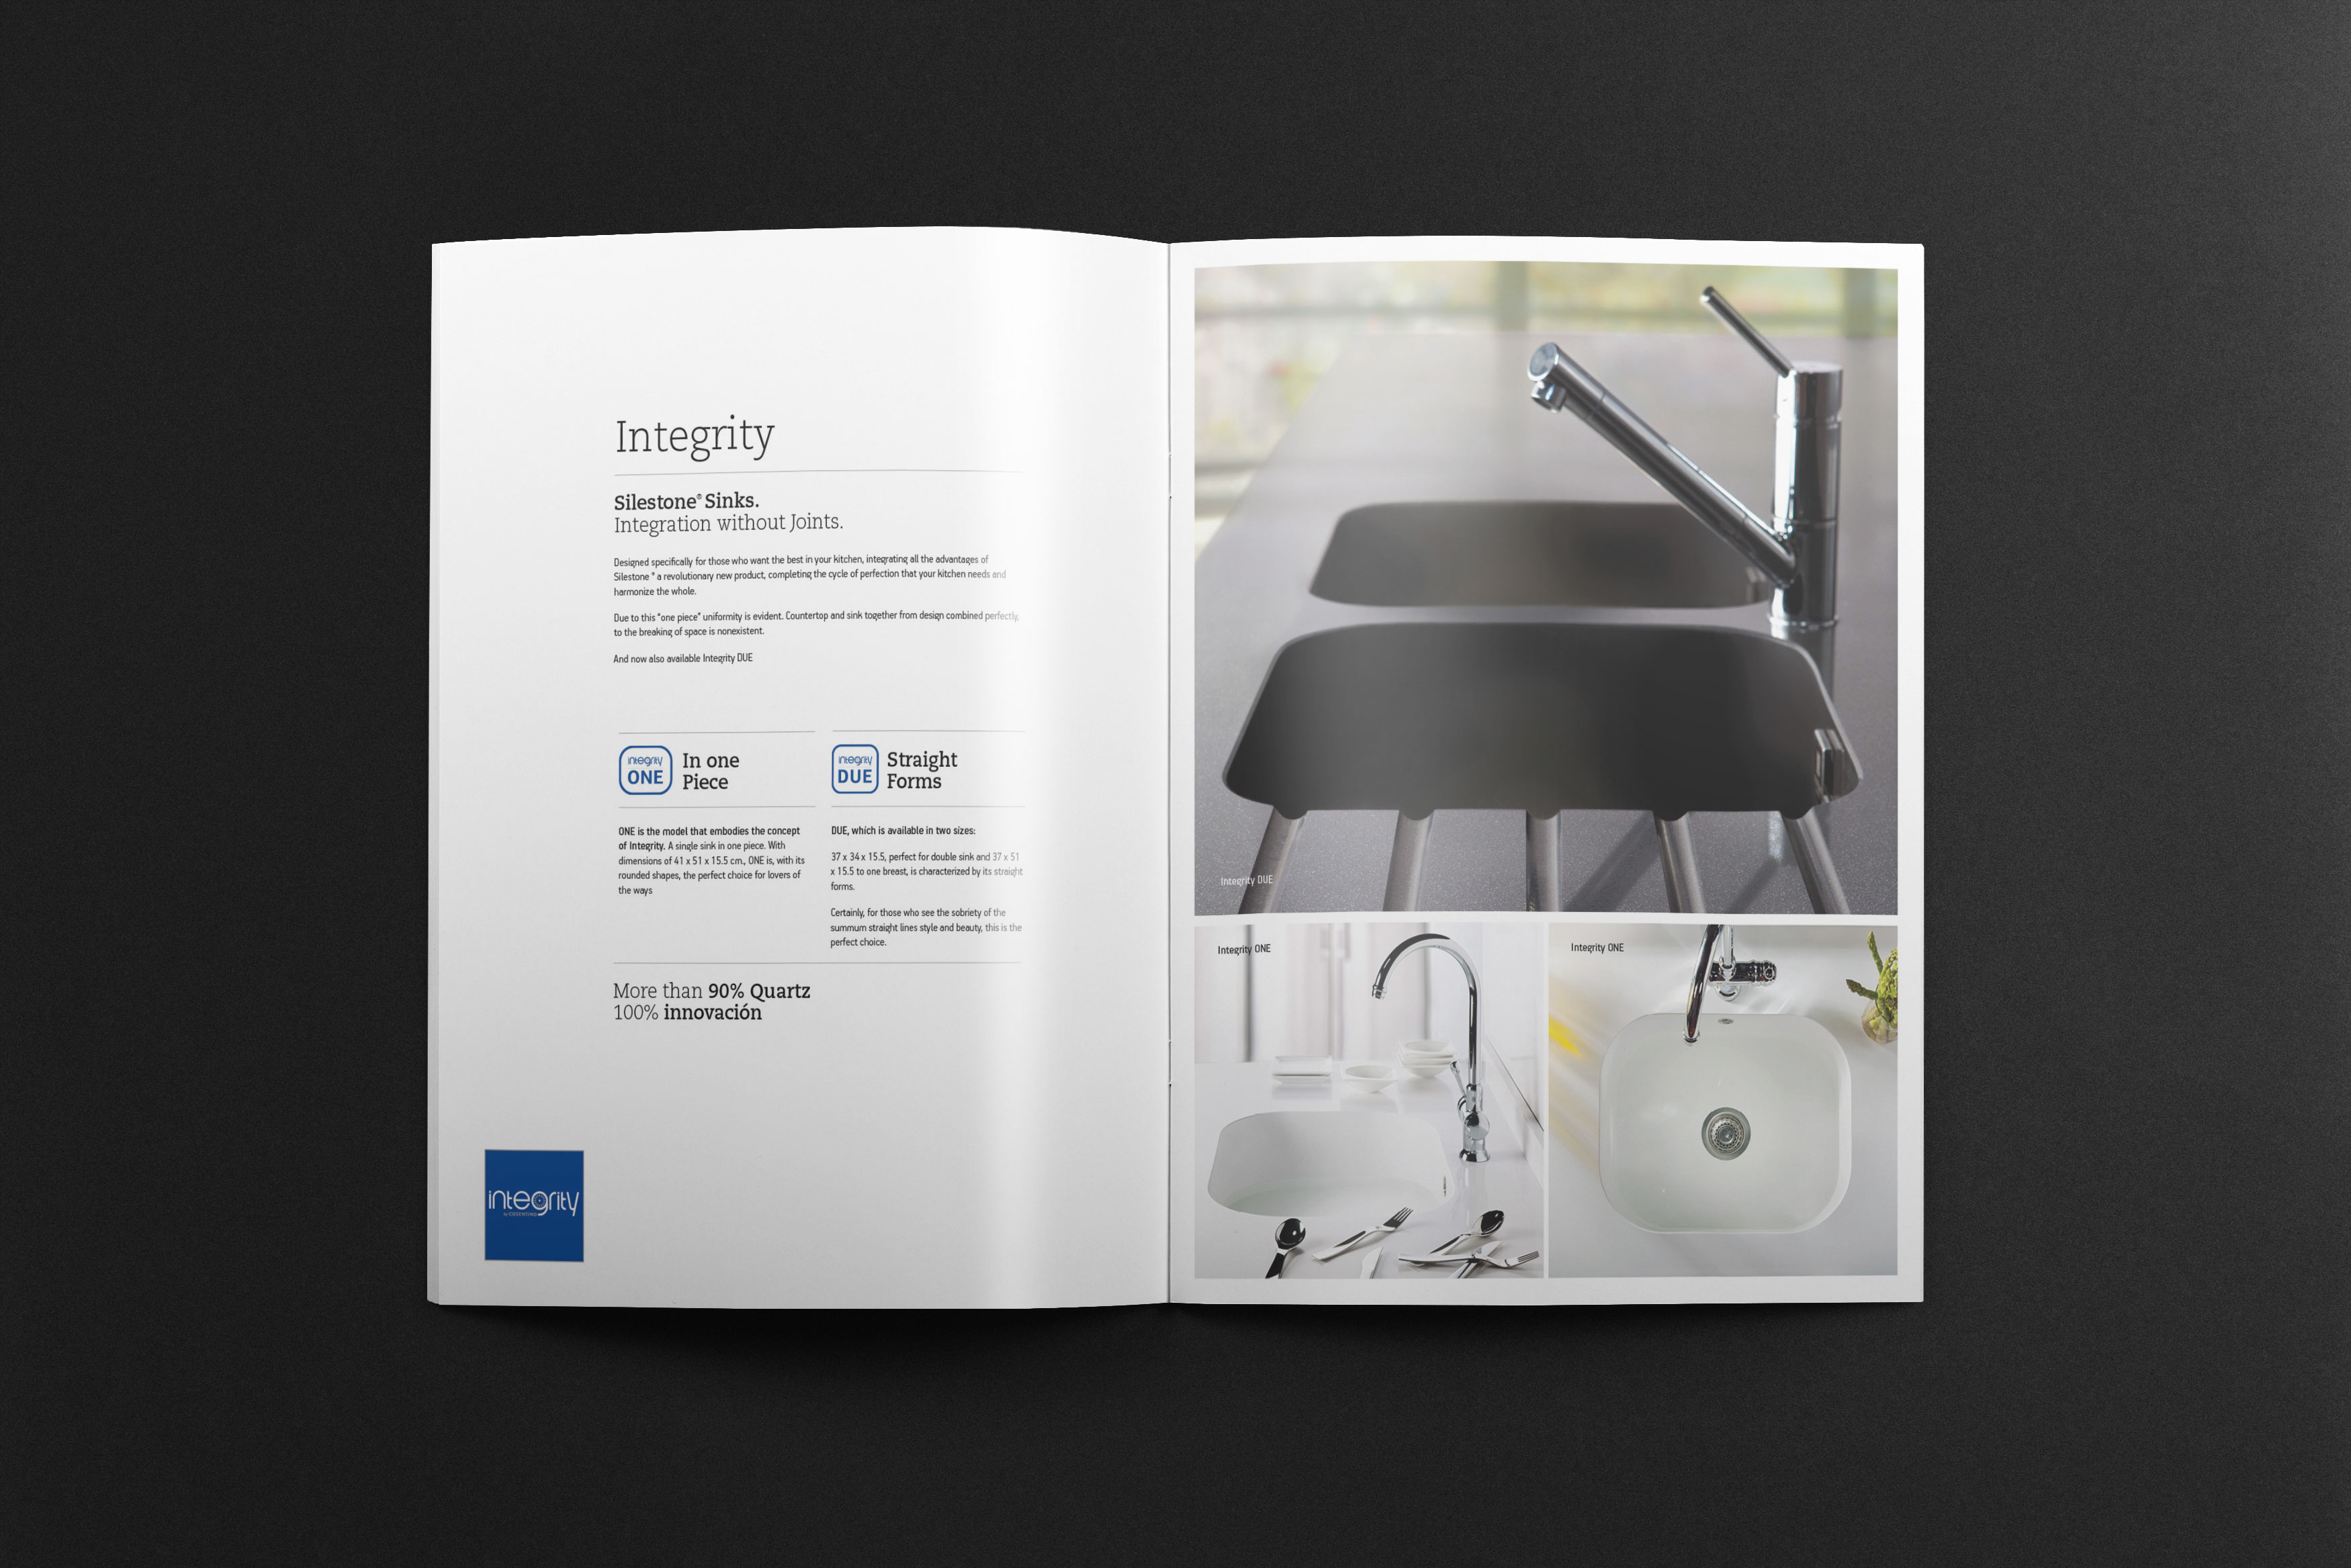 Integrity
Silestone® Sinks.
Integration without Joints.
Designed specifically for those who want the best in your kitchen, integrating all the advantages of
Silestone ® a revolutionary new product, completing the cycle of perfection that your kitchen needs and
harmonize the whole.
Due to this "one piece" uniformity is evident. Countertop and sink together from design combined perfectly,
to the breaking of space is nonexistent.
And now also available Integrity DUE
integrity
ONE
In one
Piece
ONE is the model that embodies the concept
of Integrity. A single sink in one piece. With
dimensions of 41 x 51 x 15.5 cm., ONE is, with its
rounded shapes, the perfect choice for lovers of
the ways
integrity
DUE
Straight
Forms
DUE, which is available in two sizes:
37 x 34 x 15.5, perfect for double sink and 37 x 51
x 15.5 to one breast, is characterized by its straight
forms.
Certainly, for those who see the sobriety of the
summum straight lines style and beauty, this is the
perfect choice.
More than 90% Quartz
100% innovación
integrity
by COSENTINO
Integrity DUE
Integrity ONE
Integrity ONE